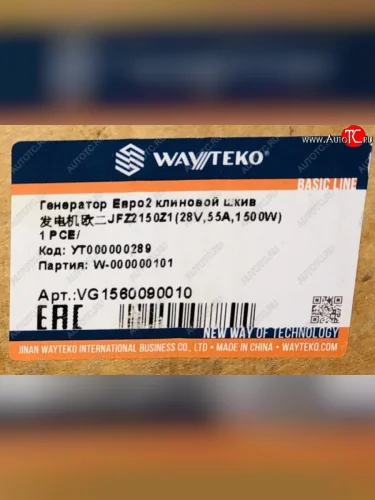 AutoTC.ru
WAYTEKO®
BASIC LINE
Генератор Евро2 клиновой шкив
发电机欧二JFZ2150Z1(28V,55A,1500W)
1 PCE/
Код: УТ000000289
Партия: W-000000101
Арт.:VG1560090010
EAC
NEW WAY OF TECHNOLOGY
JINAN WAYTEKO INTERNATIONAL BUSINESS CO., LTD. • MADE IN CHINA • WAYTEKO.COM